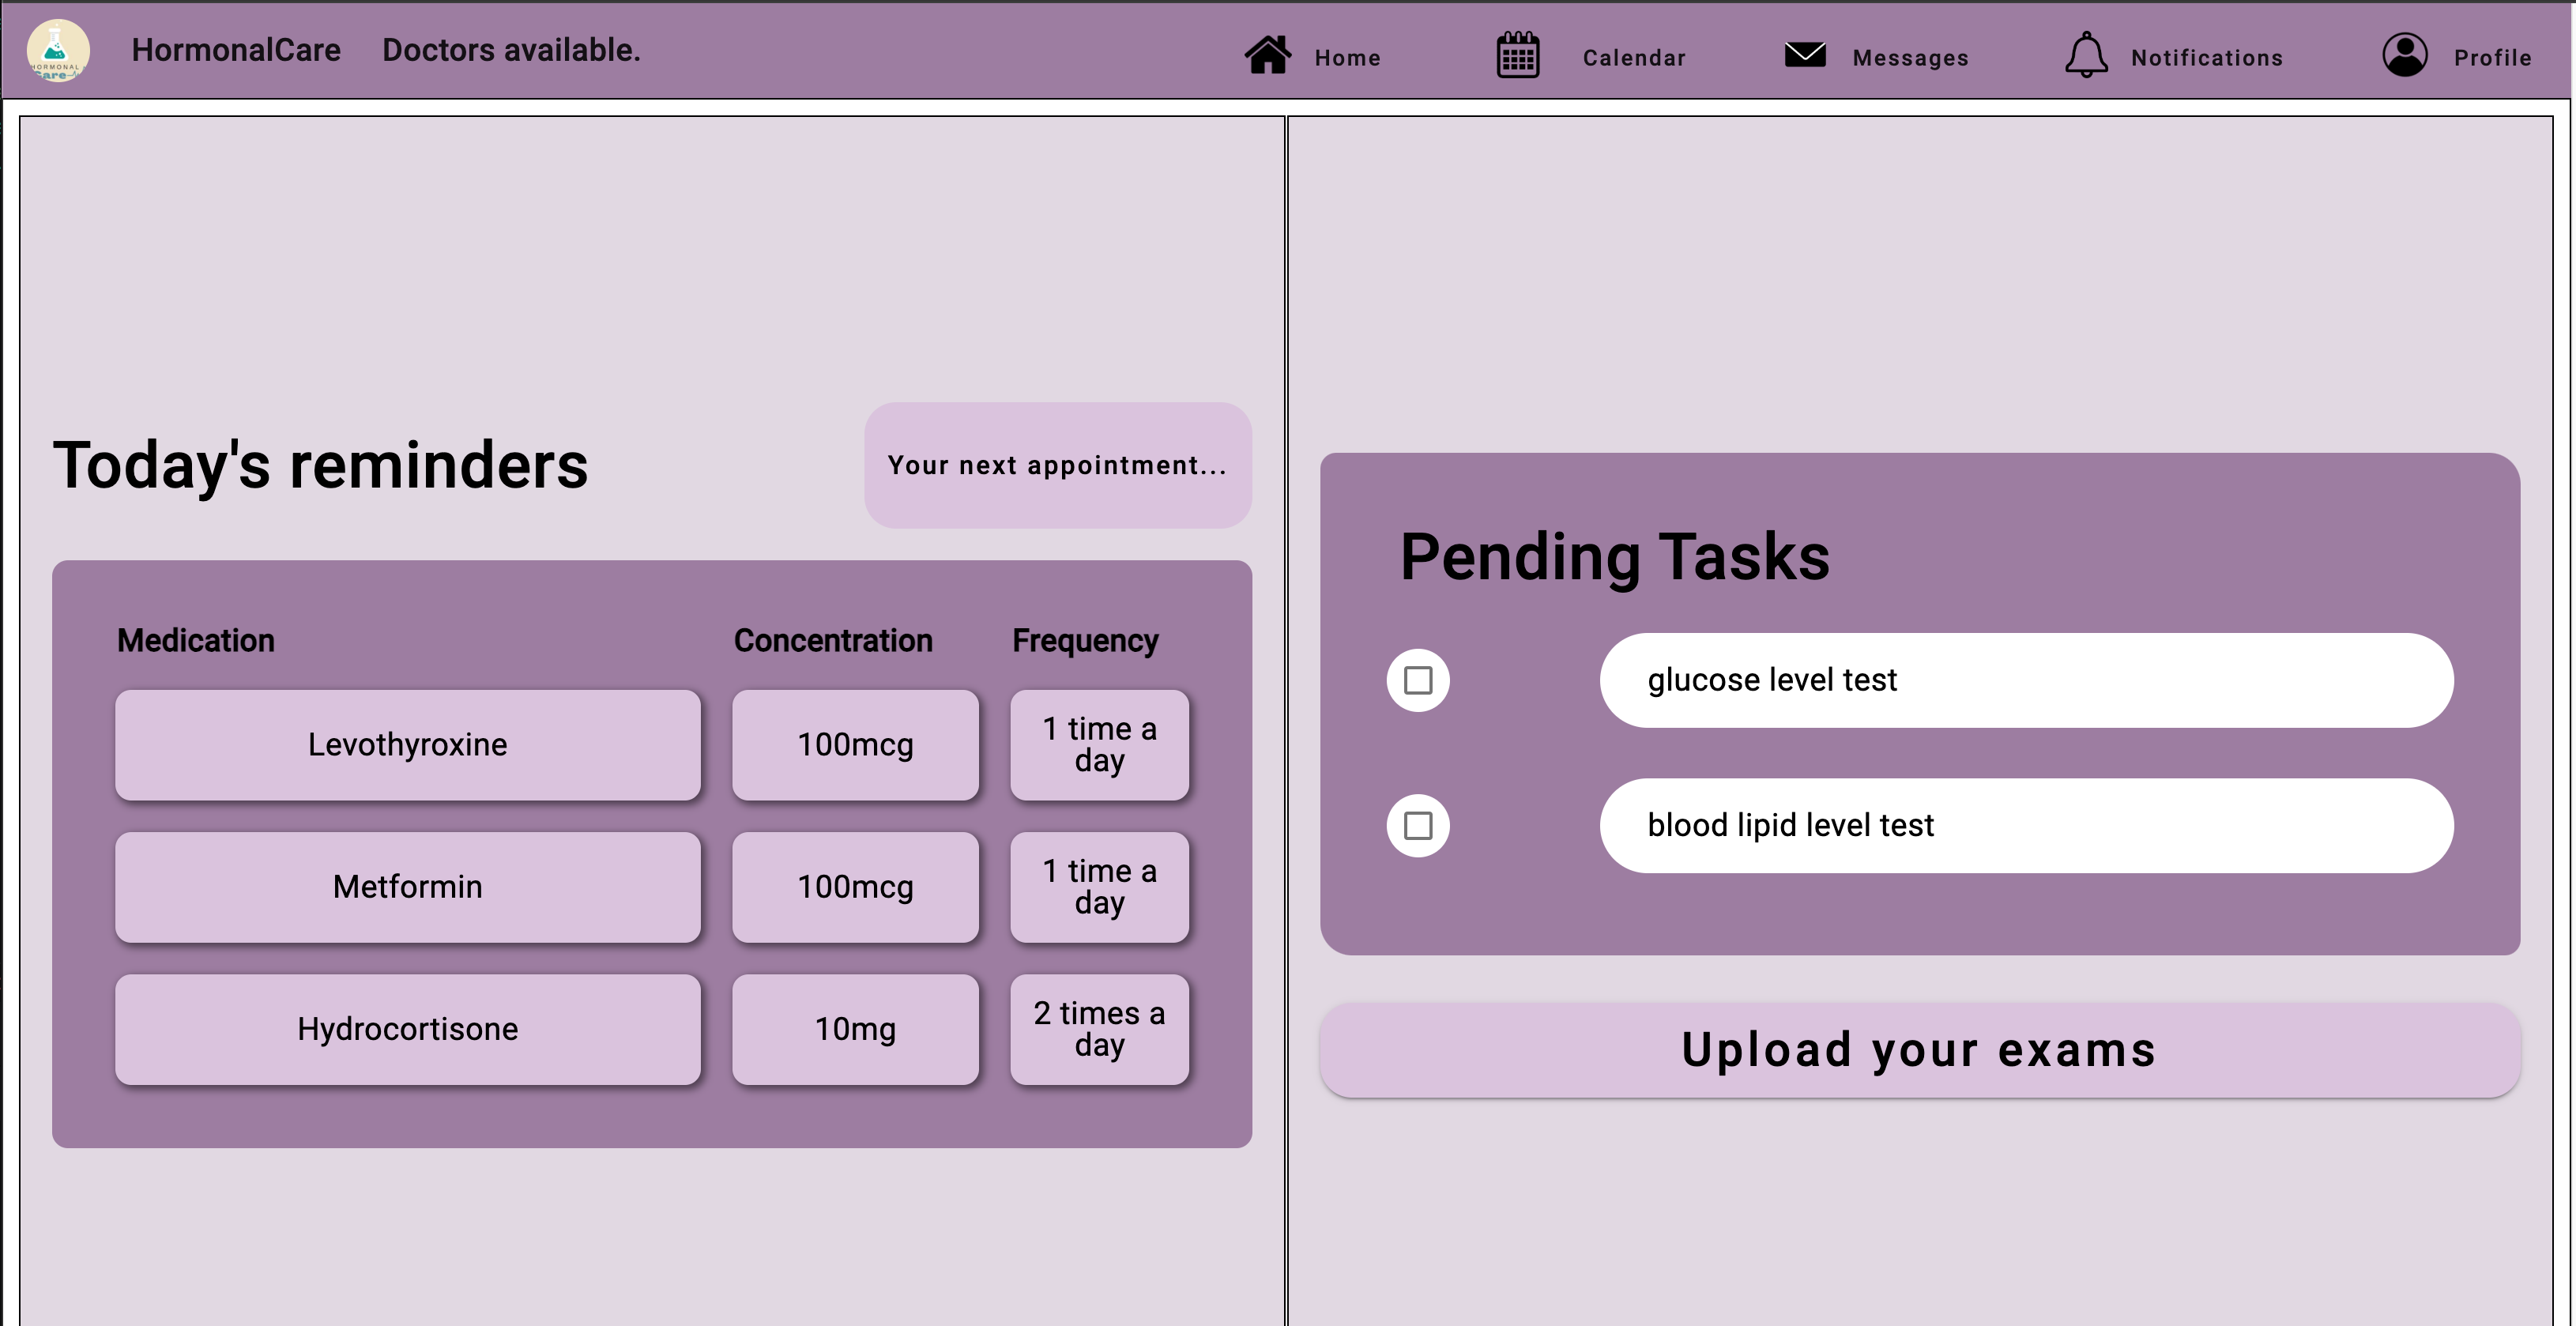 HORMONAL
Care
HormonalCare
Doctors available.
Home
Calendar
Messages
Notifications
Profile
Today's reminders
Your next appointment...
Medication
Concentration
Frequency
Levothyroxine
100mcg
1 time a
day
Metformin
100mcg
1 time a
day
Hydrocortisone
10mg
2 times a
day
Pending Tasks
glucose level test
blood lipid level test
Upload your exams